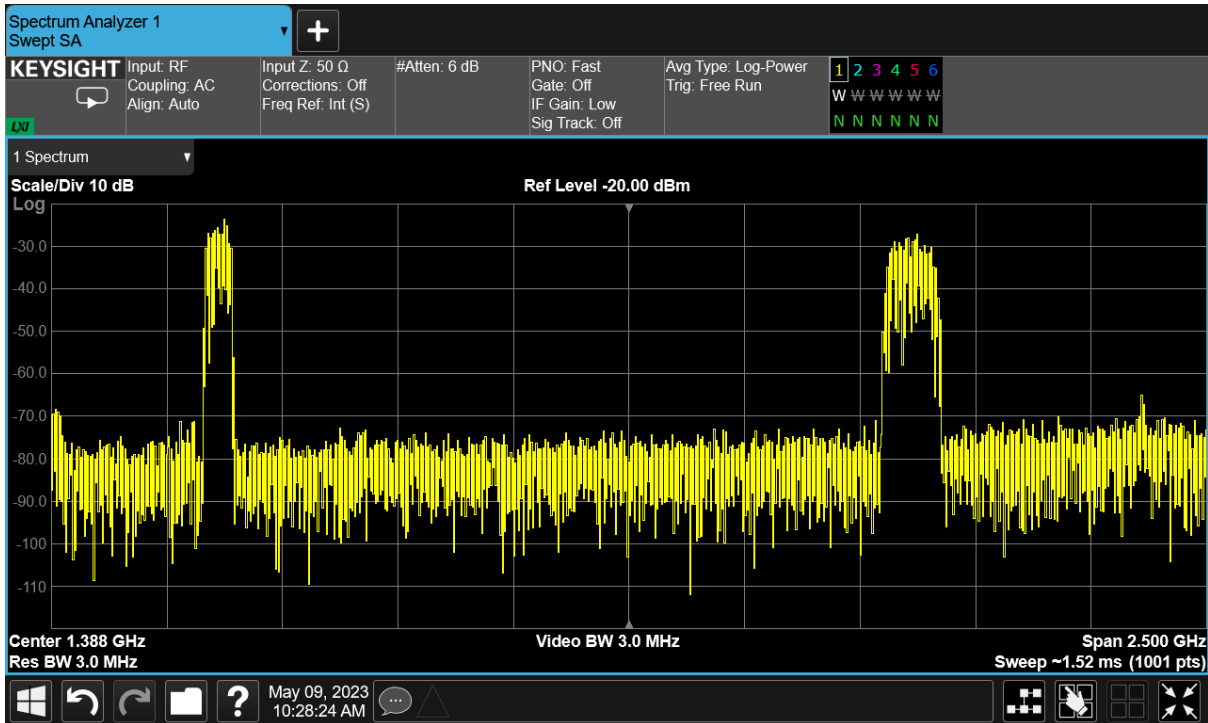 Spectrum Analyzer 1
Swept SA
+
KEYSIGHT
LXI
Input: RF
Coupling: AC
Align: Auto
Input Z: 50 Ω
Corrections: Off
Freq Ref: Int (S)
#Atten: 6 dB
PNO: Fast
Gate: Off
IF Gain: Low
Sig Track: Off
Avg Type: Log-Power
Trig: Free Run
1 2 3 4 5 6
W W W W W W
N N N N N N
1 Spectrum
Scale/Div 10 dB
Ref Level -20.00 dBm
Log
-30.0
-40.0
-50.0
-60.0
-70.0
-80.0
-90.0
-100
-110
Center 1.388 GHz
Video BW 3.0 MHz
Span 2.500 GHz
Res BW 3.0 MHz
Sweep ~1.52 ms (1001 pts)
?
May 09, 2023
10:28:24 AM